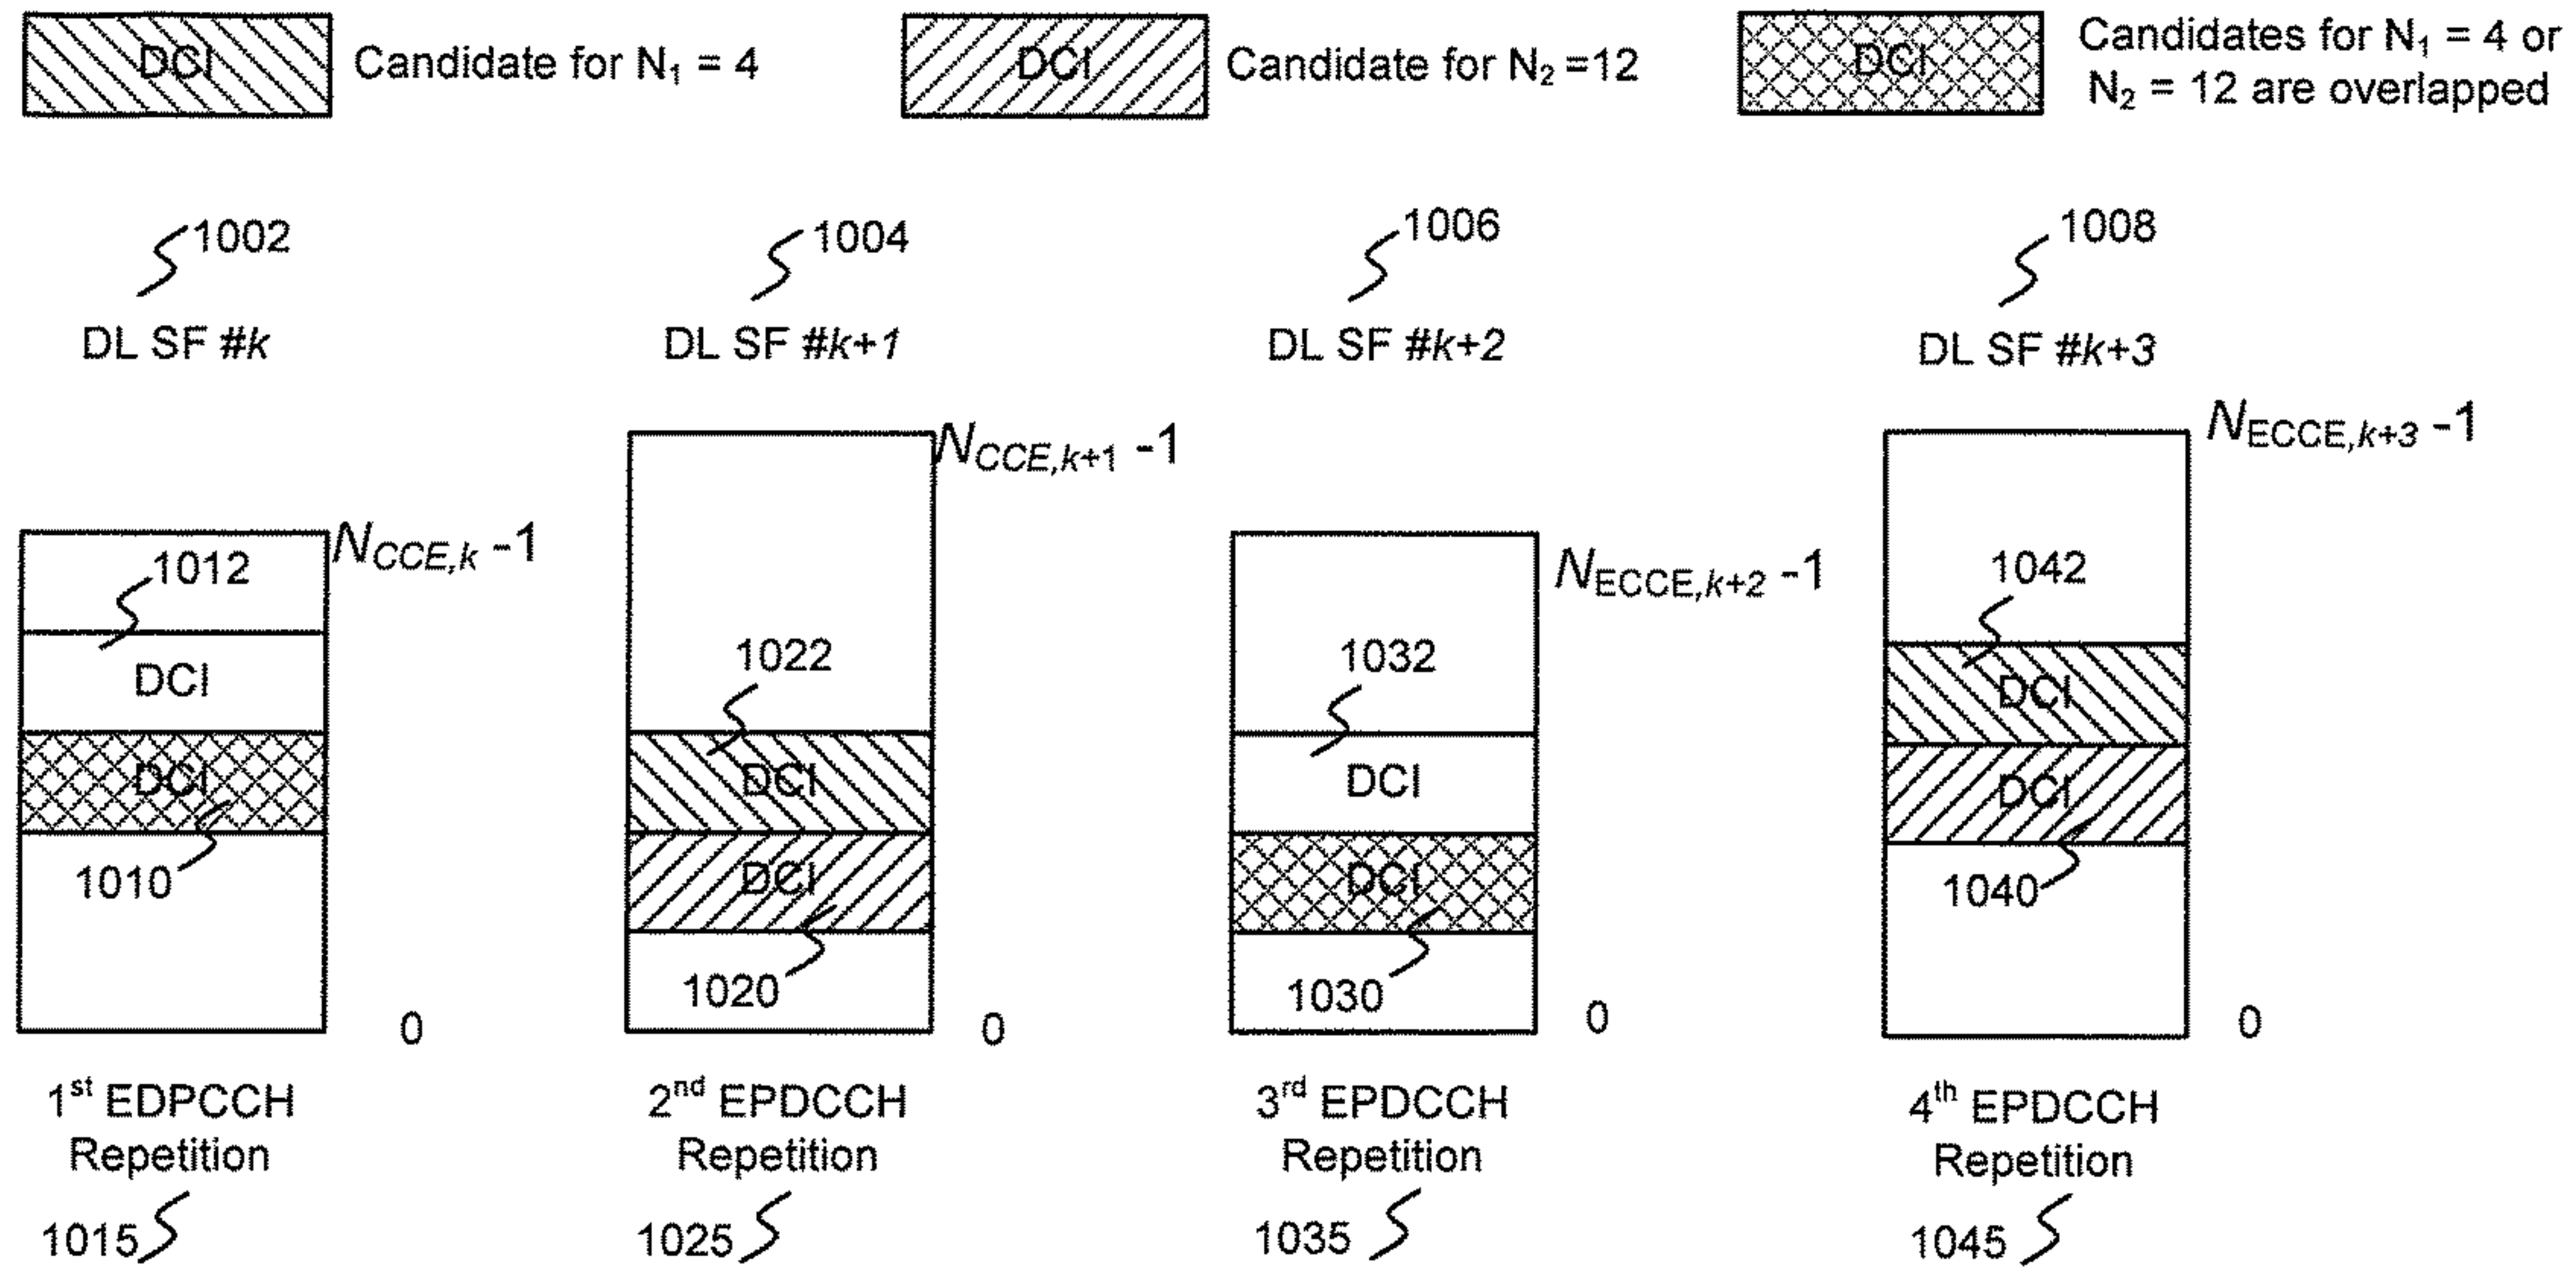 DCI Candidate for N₁ = 4
DCI Candidate for N₂ =12
DCI Candidates for N₁ = 4 or
N₂ = 12 are overlapped
1002
1004
1006
1008
DL SF #k
DL SF #k+1
DL SF #k+2
DL SF #k+3
N_CCE,k -1
N_CCE,k+1 -1
N_ECCE,k+2 -1
N_ECCE,k+3 -1
1012
DCI
DCI
1010
0
1022
DCI
DCI
1020
0
1032
DCI
DCI
1030
0
1042
DCI
DCI
1040
0
1st EDPCCH
Repetition
1015
2nd EPDCCH
Repetition
1025
3rd EPDCCH
Repetition
1035
4th EPDCCH
Repetition
1045